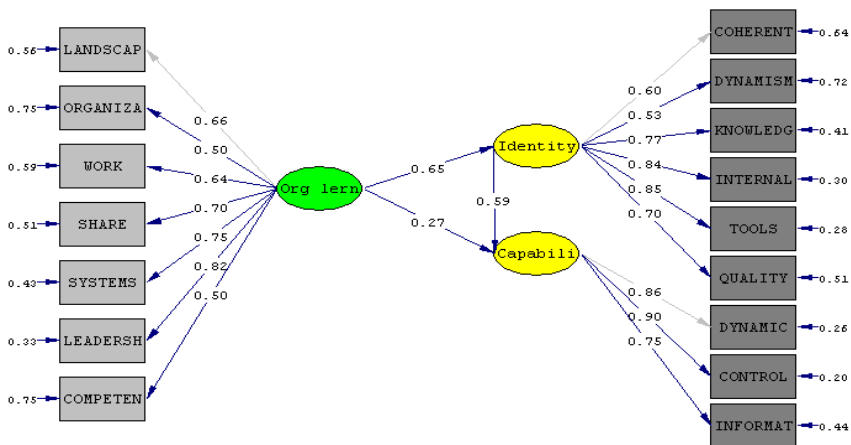 0.56
LANDSCAP
0.75
ORGANIZA
0.59
WORK
0.51
SHARE
0.43
SYSTEMS
0.33
LEADERSH
0.75
COMPETEN
0.66
0.50
0.64
0.70
0.75
0.82
0.50
Org lern
0.65
0.27
Identity
0.59
Capabili
0.60
0.53
0.77
0.84
0.85
0.70
0.86
0.90
0.75
COHERENT
0.64
DYNAMISM
0.72
KNOWLEDG
0.41
INTERNAL
0.30
TOOLS
0.28
QUALITY
0.51
DYNAMIC
0.26
CONTROL
0.20
INFORMAT
0.44